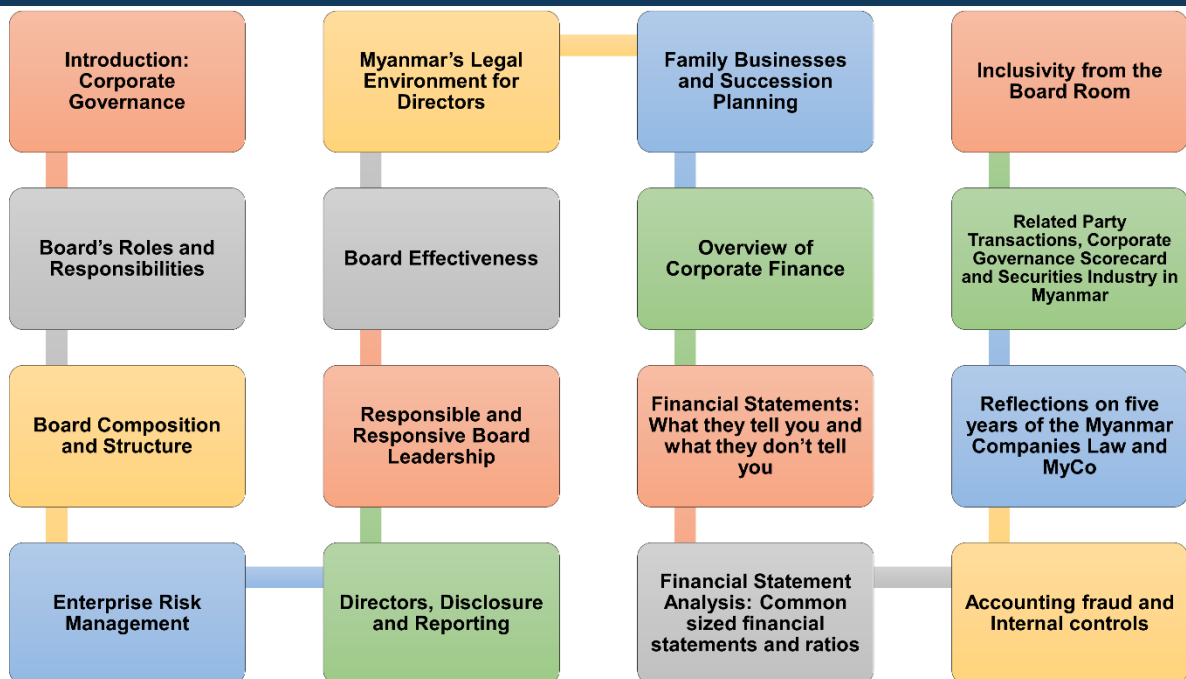 Introduction:
Corporate
Governance
Board's Roles and
Responsibilities
Board Composition
and Structure
Enterprise Risk
Management
Directors, Disclosure
and Reporting
Responsible and
Responsive Board
Leadership
Board Effectiveness
Myanmar's Legal
Environment for
Directors
Family Businesses
and Succession
Planning
Overview of
Corporate Finance
Financial Statements:
What they tell you and
what they don't tell
you
Financial Statement
Analysis: Common
sized financial
statements and ratios
Accounting fraud and
Internal controls
Reflections on five
years of the Myanmar
Companies Law and
MyCo
Related Party
Transactions, Corporate
Governance Scorecard
and Securities Industry in
Myanmar
Inclusivity from the
Board Room